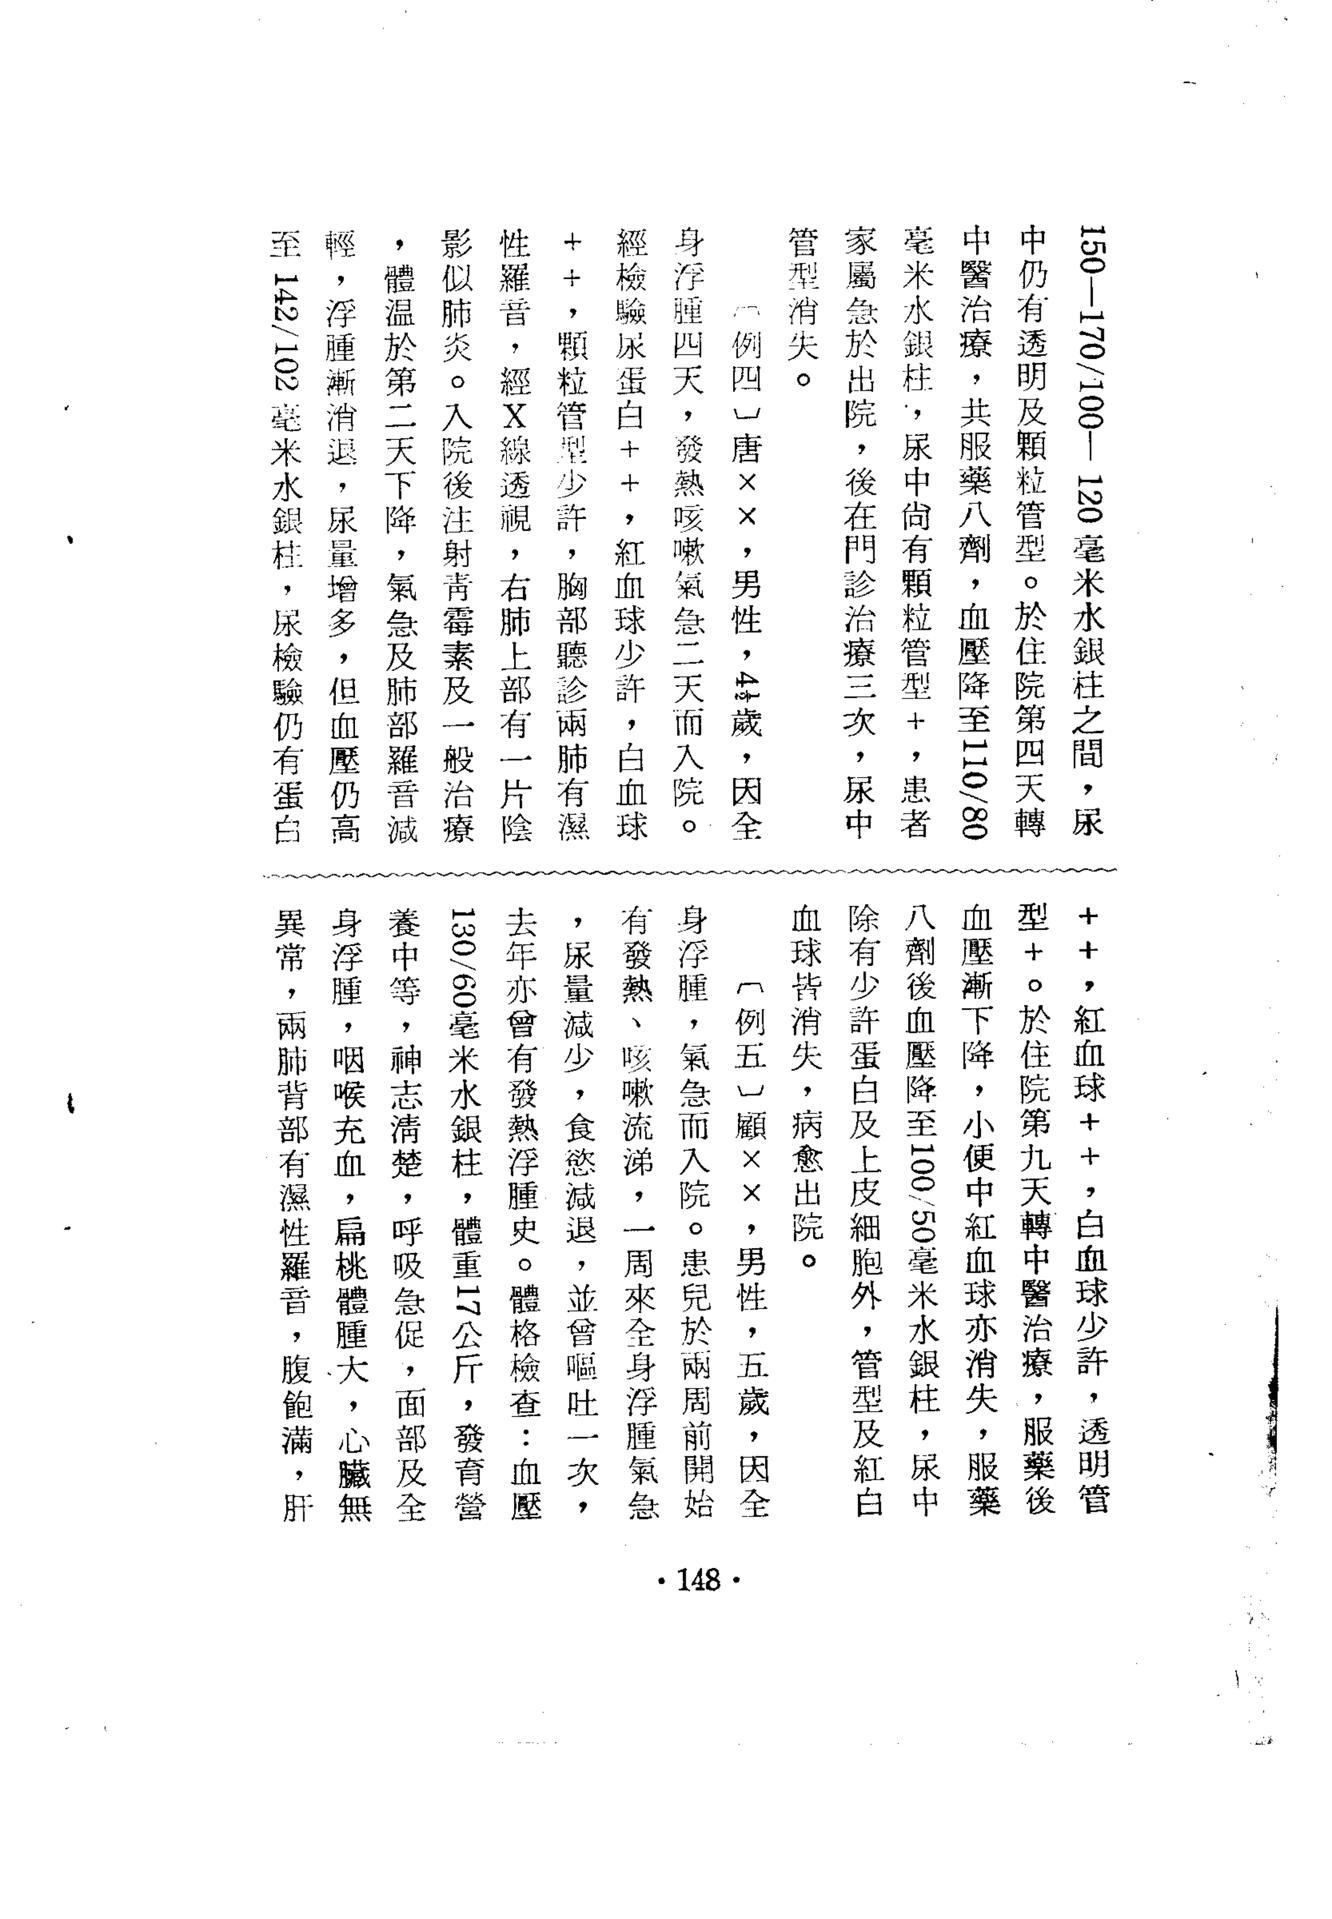 150—170/100—120毫米水銀柱之間，尿
中仍有透明及顆粒管型。於住院第四天轉
中醫治療，共服藥八劑，血壓降至110/80
毫米水銀柱，尿中尙有顆粒管型＋，患者
家屬急於出院，後在門診治療三次，尿中
管型消失。
〔例四〕唐××，男性，4½歲，因全
身浮腫四天，發熱咳嗽氣急二天而入院。
經檢驗尿蛋白＋＋，紅血球少許，白血球
＋＋，顆粒管型少許，胸部聽診兩肺有濕
性羅音，經X線透視，右肺上部有一片陰
影似肺炎。入院後注射靑霉素及一般治療
，體温於第二天下降，氣急及肺部羅音減
輕，浮腫漸消退，尿量增多，但血壓仍高
至142/102毫米水銀柱，尿檢驗仍有蛋白
＋＋，紅血球＋＋，白血球少許，透明管
型＋。於住院第九天轉中醫治療，服藥後
血壓漸下降，小便中紅血球亦消失，服藥
八劑後血壓降至100/50毫米水銀柱，尿中
除有少許蛋白及上皮細胞外，管型及紅白
血球皆消失，病愈出院。
〔例五〕顧××，男性，五歲，因全
身浮腫，氣急而入院。患兒於兩周前開始
有發熱、咳嗽流涕，一周來全身浮腫氣急
，尿量減少，食慾減退，並曾嘔吐一次，
去年亦曾有發熱浮腫史。體格檢查：血壓
130/60毫米水銀柱，體重17公斤，發育營
養中等，神志淸楚，呼吸急促，面部及全
身浮腫，咽喉充血，扁桃體腫大，心臟無
異常，兩肺背部有濕性羅音，腹飽滿，肝
·148·